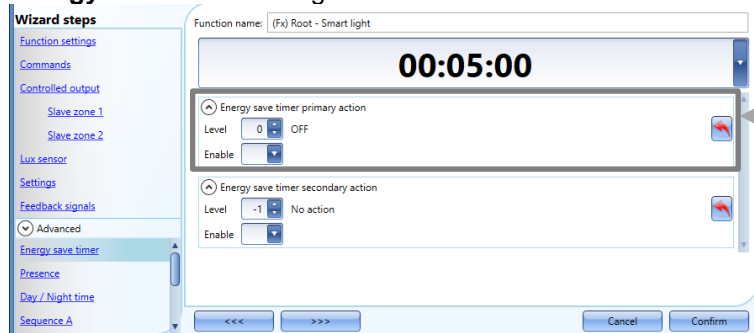 Wizard steps
Function settings
Commands
Controlled output
Slave zone 1
Slave zone 2
Lux sensor
Settings
Feedback signals
Advanced
Energy save timer
Presence
Day / Night time
Sequence A
Function name: (Fx) Root - Smart light
00:05:00
Energy save timer primary action
Level 0 OFF
Enable
Energy save timer secondary action
Level -1 No action
Enable
<<< >>> Cancel Confirm